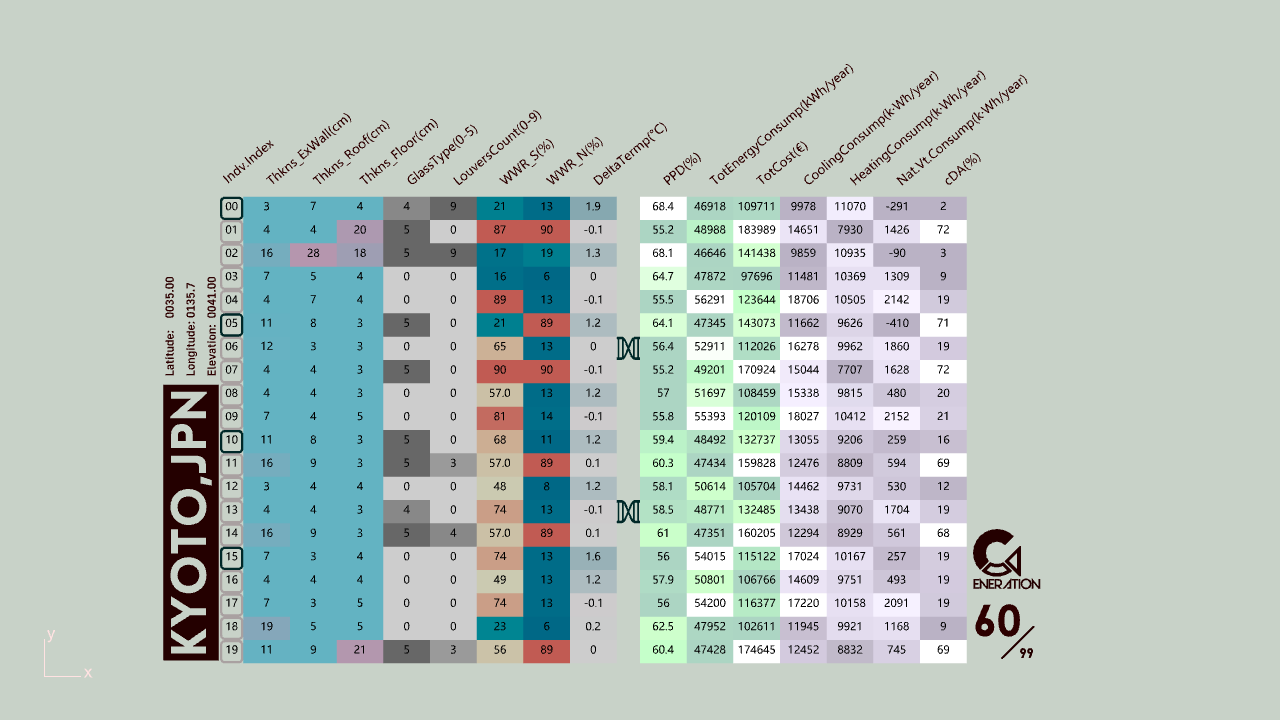 Indv.Index Thkns_ExWall(cm) Thkns_Roof(cm) Thkns_Floor(cm) GlassType(0-5) LouversCount(0-9) WWR_S(%) WWR_N(%) DeltaTermp(°C) PPD(%) TotEnergyConsump(kWh/year) TotCost(€) CoolingConsump(k·Wh/year) HeatingConsump(k·Wh/year) Nat.Vt.Consump(k·Wh/year) cDA(%)
00 3 7 4 4 9 21 13 1.9 68.4 46918 109711 9978 11070 -291 2
01 4 4 20 5 0 87 90 -0.1 55.2 48988 183989 14651 7930 1426 72
02 16 28 18 5 9 17 19 1.3 68.1 46646 141438 9859 10935 -90 3
03 7 5 4 0 0 16 6 0 64.7 47872 97696 11481 10369 1309 9
04 4 7 4 0 0 89 13 -0.1 55.5 56291 123644 18706 10505 2142 19
05 11 8 3 5 0 21 89 1.2 64.1 47345 143073 11662 9626 -410 71
06 12 3 3 0 0 65 13 0 56.4 52911 112026 16278 9962 1860 19
07 4 4 3 5 0 90 90 -0.1 55.2 49201 170924 15044 7707 1628 72
08 4 4 3 0 0 57.0 13 1.2 57 51697 108459 15338 9815 480 20
09 7 4 5 0 0 81 14 -0.1 55.8 55393 120109 18027 10412 2152 21
10 11 8 3 5 0 68 11 1.2 59.4 48492 132737 13055 9206 259 16
11 16 9 3 5 3 57.0 89 0.1 60.3 47434 159828 12476 8809 594 69
12 3 4 4 0 0 48 8 1.2 58.1 50614 105704 14462 9731 530 12
13 4 4 3 4 0 74 13 -0.1 58.5 48771 132485 13438 9070 1704 19
14 16 9 3 5 4 57.0 89 0.1 61 47351 160205 12294 8929 561 68
15 7 3 4 0 0 74 13 1.6 56 54015 115122 17024 10167 257 19
16 4 4 4 0 0 49 13 1.2 57.9 50801 106766 14609 9751 493 19
17 7 3 5 0 0 74 13 -0.1 56 54200 116377 17220 10158 2091 19
18 19 5 5 0 0 23 6 0.2 62.5 47952 102611 11945 9921 1168 9
19 11 9 21 5 3 56 89 0 60.4 47428 174645 12452 8832 745 69
Latitude: 0035.00
Longitude: 0135.7
Elevation: 0041.00
KYOTO,JPN
GENERATION
60/99
y
x